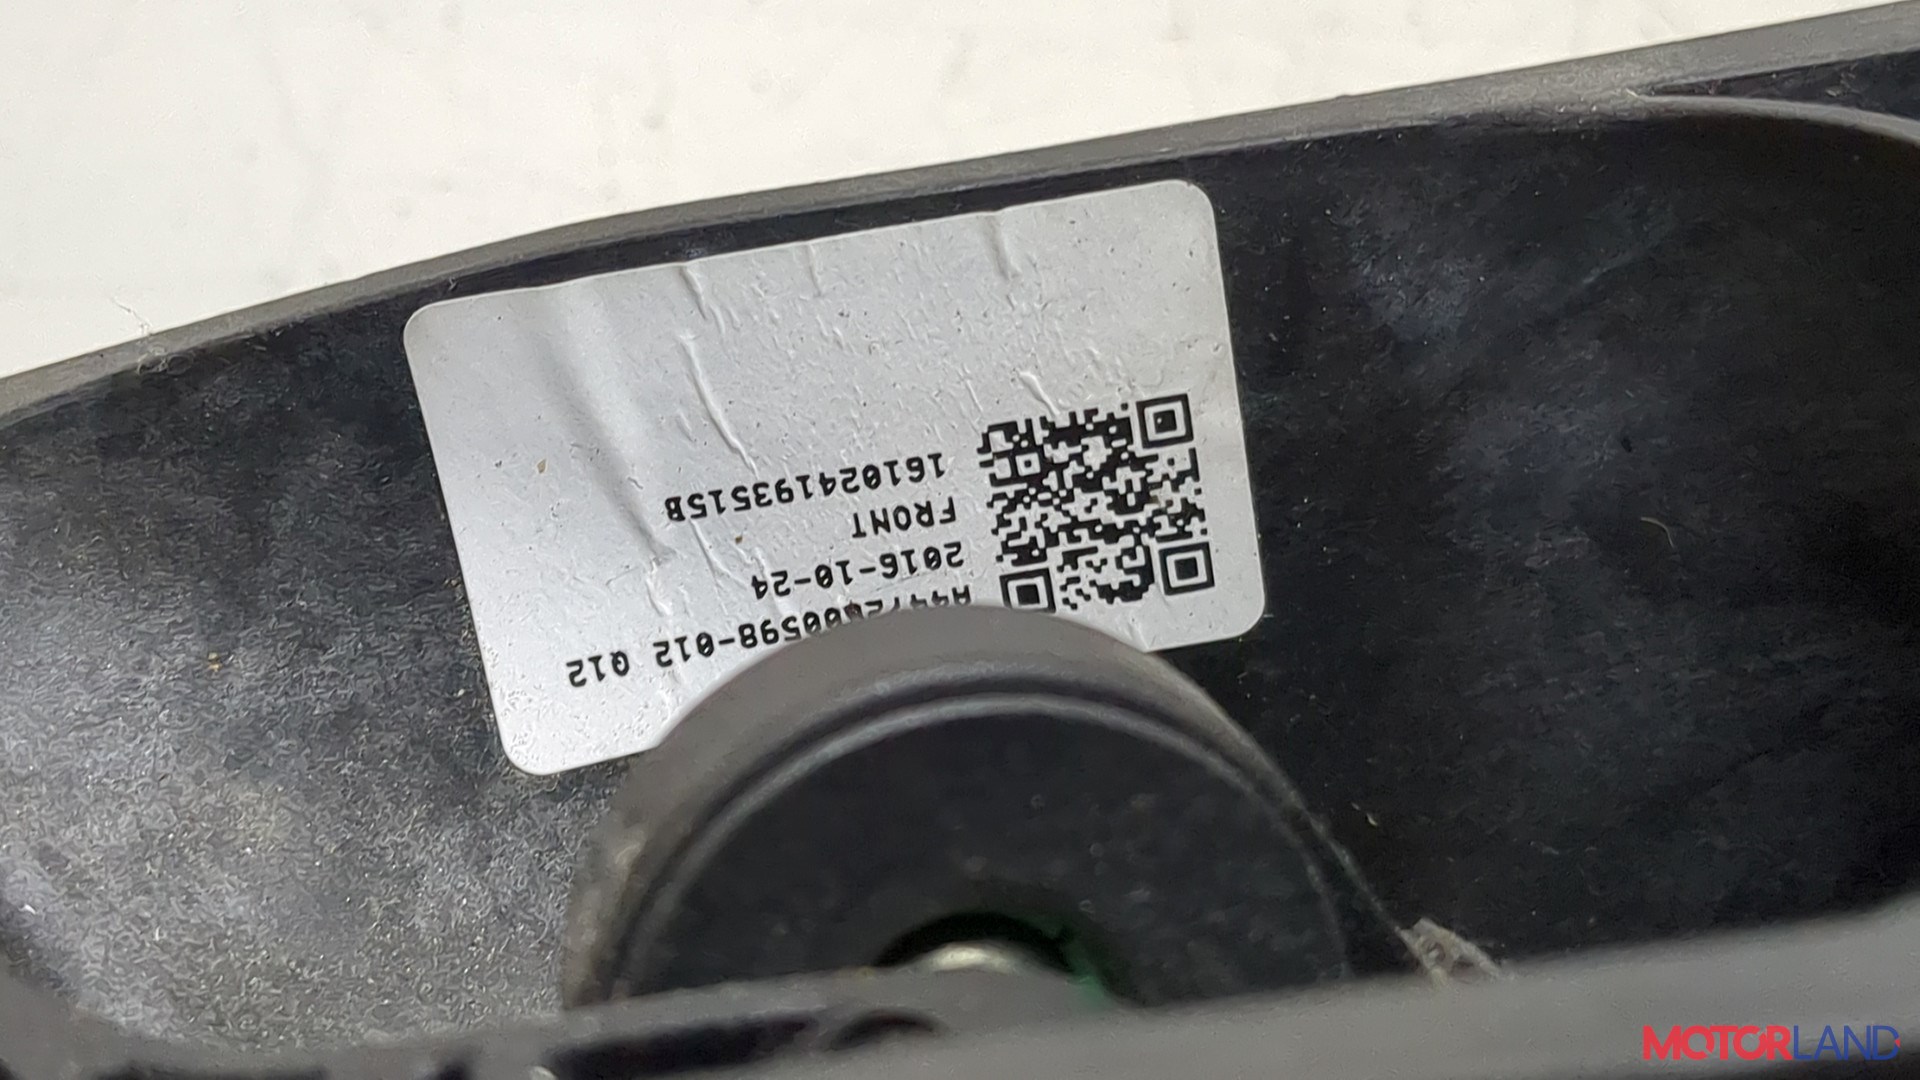 A4472600598-012 Q12
2016-10-24
FRONT
161024193515B
MOTORLAND